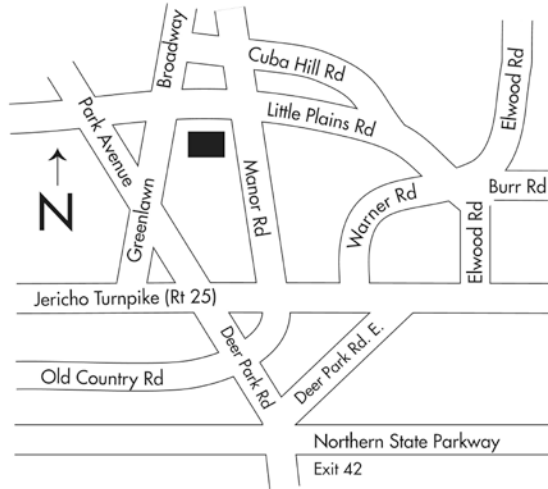 Broadway
Cuba Hill Rd
Elwood Rd
Park Avenue
Little Plains Rd
N
Greenlawn
Manor Rd
Warner Rd
Burr Rd
Elwood Rd
Jericho Turnpike (Rt 25)
Deer Park Rd
Deer Park Rd. E.
Old Country Rd
Northern State Parkway
Exit 42